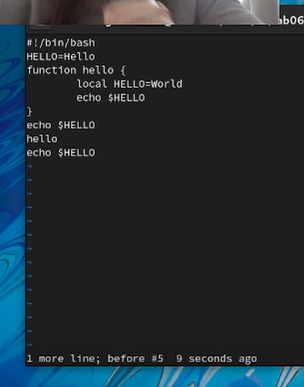 ab06
#!/bin/bash
HELLO=Hello
function hello {
        local HELLO=World
        echo $HELLO
}
echo $HELLO
hello
echo $HELLO
~
~
~
~
~
~
~
~
~
~
~
~
~
~
1 more line; before #5  9 seconds ago